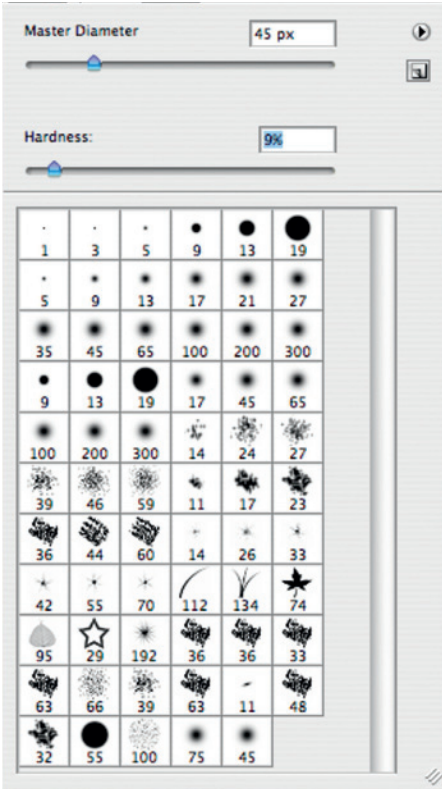 Master Diameter 45 px
Hardness: 9%
1 3 5 9 13 19
5 9 13 17 21 27
35 45 65 100 200 300
9 13 19 17 45 65
100 200 300 14 24 27
39 46 59 11 17 23
36 44 60 14 26 33
42 55 70 112 134 74
95 29 192 36 36 33
63 66 39 63 11 48
32 55 100 75 45